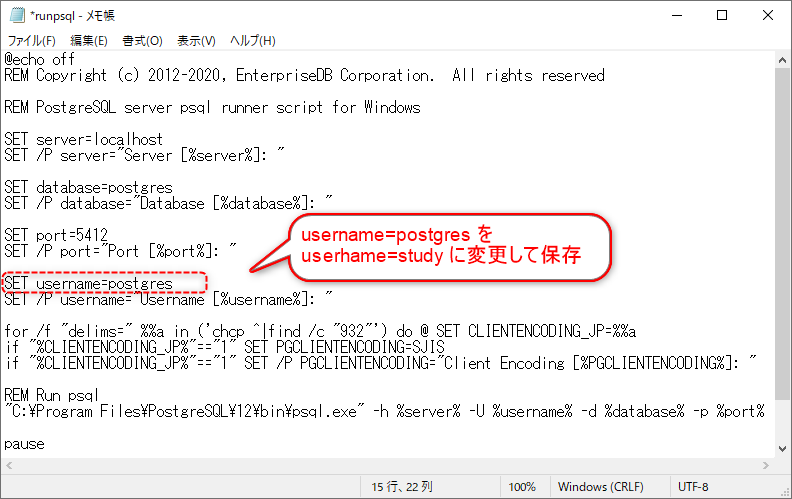 *runpsql - メモ帳
ファイル(F) 編集(E) 書式(O) 表示(V) ヘルプ(H)
@echo off
REM Copyright (c) 2012-2020, EnterpriseDB Corporation.  All rights reserved
REM PostgreSQL server psql runner script for Windows
SET server=localhost
SET /P server="Server [%server%]: "
SET database=postgres
SET /P database="Database [%database%]: "
SET port=5412
SET /P port="Port [%port%]: "
username=postgres を
userhame=study に変更して保存
SET username=postgres
SET /P username="Username [%username%]: "
for /f "delims=" %%a in ('chcp ^|find /c "932"') do @ SET CLIENTENCODING_JP=%%a
if "%CLIENTENCODING_JP%"=="1" SET PGCLIENTENCODING=SJIS
if "%CLIENTENCODING_JP%"=="1" SET /P PGCLIENTENCODING="Client Encoding [%PGCLIENTENCODING%]: "
REM Run psql
"C:¥Program Files¥PostgreSQL¥12¥bin¥psql.exe" -h %server% -U %username% -d %database% -p %port%
pause
15 行、22 列 100% Windows (CRLF) UTF-8